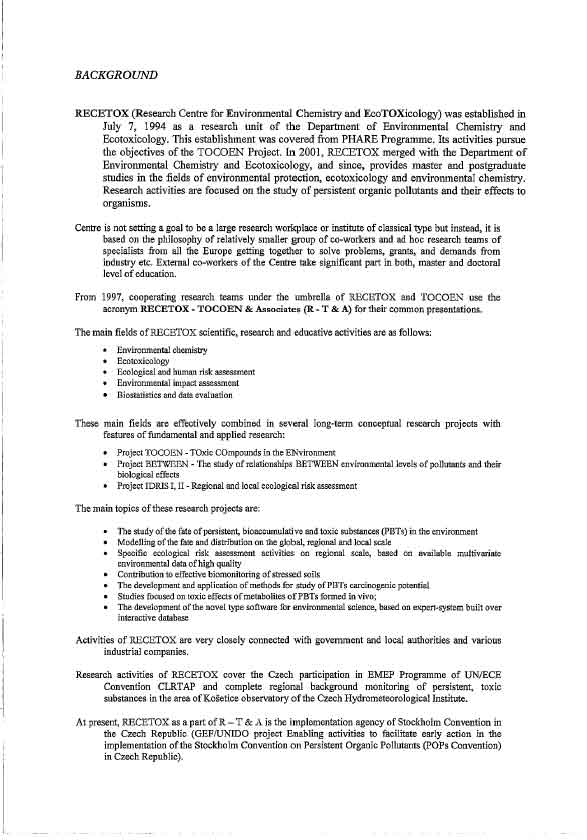 BACKGROUND
RECETOX (Research Centre for Environmental Chemistry and EcoTOXicology) was established in
July 7, 1994 as a research unit of the Department of Environmental Chemistry and
Ecotoxicology. This establishment was covered from PHARE Programme. Its activities pursue
the objectives of the TOCOEN Project. In 2001, RECETOX merged with the Department of
Environmental Chemistry and Ecotoxicology, and since, provides master and postgraduate
studies in the fields of environmental protection, ecotoxicology and environmental chemistry.
Research activities are focused on the study of persistent organic pollutants and their effects to
organisms.
Centre is not setting a goal to be a large research workplace or institute of classical type but instead, it is
based on the philosophy of relatively smaller group of co-workers and ad hoc research teams of
specialists from all the Europe getting together to solve problems, grants, and demands from
industry etc. External co-workers of the Centre take significant part in both, master and doctoral
level of education.
From 1997, cooperating research teams under the umbrella of RECETOX and TOCOEN use the
acronym RECETOX - TOCOEN & Associates (R - T & A) for their common presentations.
The main fields of RECETOX scientific, research and educative activities are as follows:
• Environmental chemistry
• Ecotoxicology
• Ecological and human risk assessment
• Environmental impact assessment
• Biostatistics and data evaluation
These main fields are effectively combined in several long-term conceptual research projects with
features of fundamental and applied research:
• Project TOCOEN - TOxic COmpounds in the ENvironment
• Project BETWEEN - The study of relationships BETWEEN environmental levels of pollutants and their
biological effects
• Project IDRIS I, II - Regional and local ecological risk assessment
The main topics of these research projects are:
• The study of the fate of persistent, bioaccumulative and toxic substances (PBTs) in the environment
• Modelling of the fate and distribution on the global, regional and local scale
• Specific ecological risk assessment activities on regional scale, based on available multivariate
environmental data of high quality
• Contribution to effective biomonitoring of stressed soils
• The development and application of methods for study of PBTs carcinogenic potential
• Studies focused on toxic effects of metabolites of PBTs formed in vivo;
• The development of the novel type software for environmental science, based on expert-system built over
interactive database
Activities of RECETOX are very closely connected with government and local authorities and various
industrial companies.
Research activities of RECETOX cover the Czech participation in EMEP Programme of UN/ECE
Convention CLRTAP and complete regional background monitoring of persistent, toxic
substances in the area of Košetice observatory of the Czech Hydrometeorological Institute.
At present, RECETOX as a part of R – T & A is the implementation agency of Stockholm Convention in
the Czech Republic (GEF/UNIDO project Enabling activities to facilitate early action in the
implementation of the Stockholm Convention on Persistent Organic Pollutants (POPs Convention)
in Czech Republic).